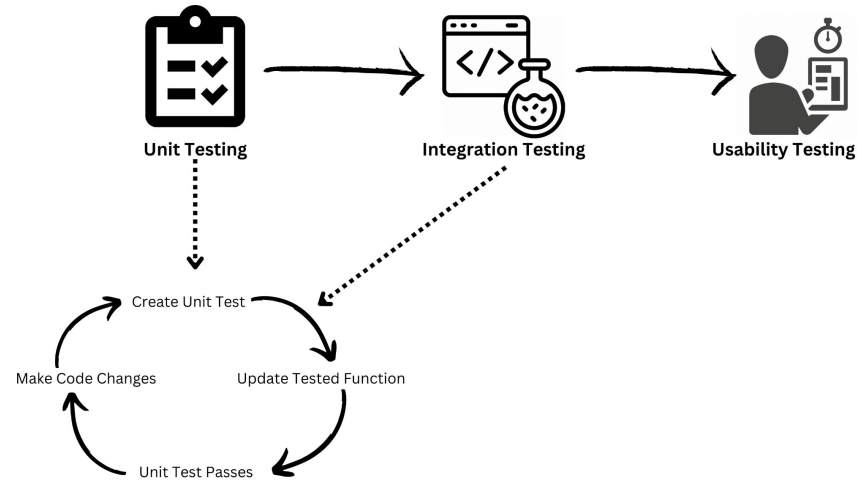 Unit Testing
Integration Testing
Usability Testing
Create Unit Test
Make Code Changes
Update Tested Function
Unit Test Passes